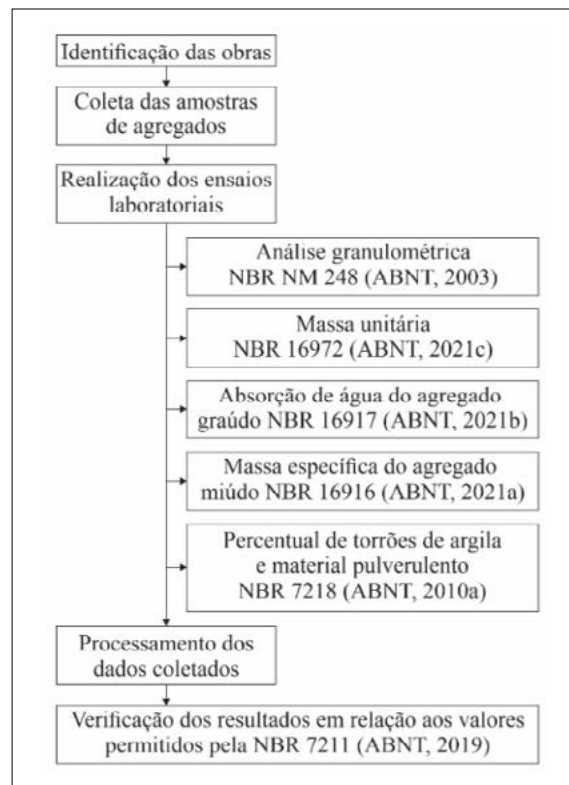 Identificação das obras
Coleta das amostras
de agregados
Realização dos ensaios
laboratoriais
Análise granulométrica
NBR NM 248 (ABNT, 2003)
Massa unitária
NBR 16972 (ABNT, 2021c)
Absorção de água do agregado
graúdo NBR 16917 (ABNT, 2021b)
Massa específica do agregado
miúdo NBR 16916 (ABNT, 2021a)
Percentual de torrões de argila
e material pulverulento
NBR 7218 (ABNT, 2010a)
Processamento dos
dados coletados
Verificação dos resultados em relação aos valores
permitidos pela NBR 7211 (ABNT, 2019)